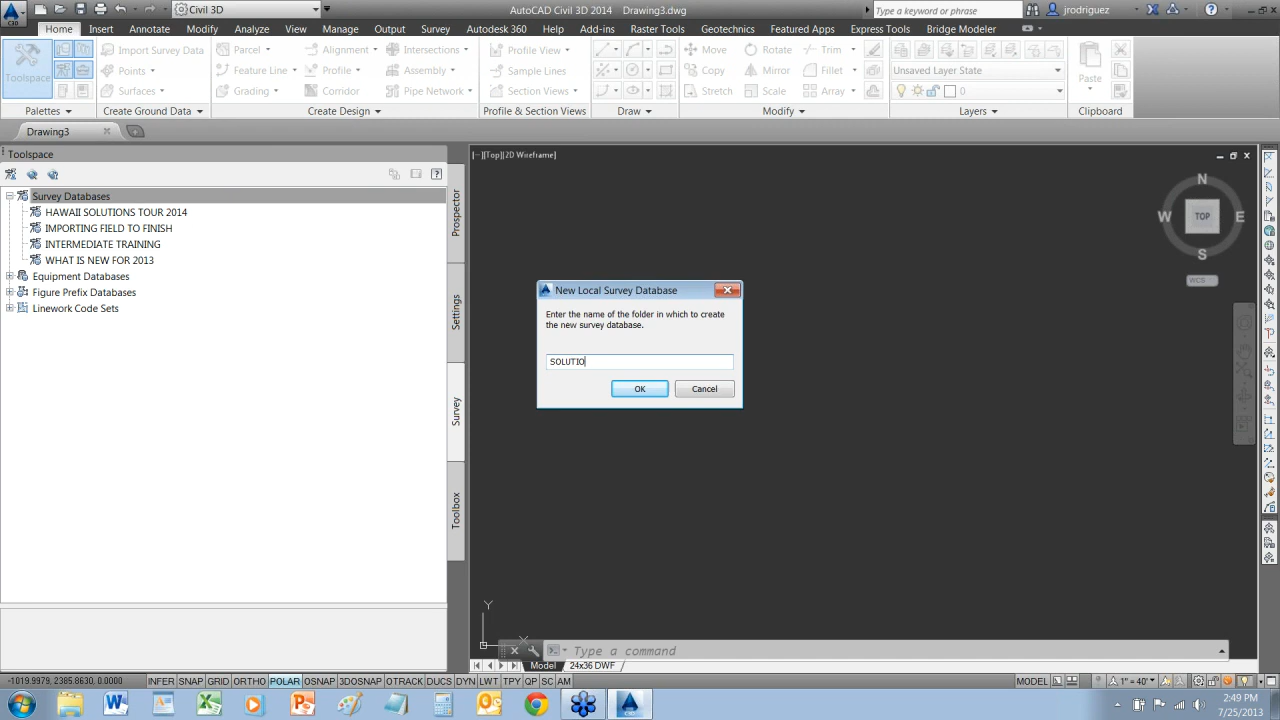 Civil 3D
AutoCAD Civil 3D 2014 Drawing3.dwg
Type a keyword or phrase
jrodriguez
Home Insert Annotate Modify Analyze View Manage Output Survey Autodesk 360 Help Add-ins Raster Tools Geotechnics Featured Apps Express Tools Bridge Modeler
Toolspace
Import Survey Data
Points
Surfaces
Parcel
Feature Line
Grading
Alignment
Profile
Corridor
Intersections
Assembly
Pipe Network
Profile View
Sample Lines
Section Views
Move
Copy
Stretch
Rotate
Mirror
Scale
Trim
Fillet
Array
Unsaved Layer State
0
Paste
Palettes
Create Ground Data
Create Design
Profile & Section Views
Draw
Modify
Layers
Clipboard
Drawing3
Toolspace
[−][Top][2D Wireframe]
Survey Databases
HAWAII SOLUTIONS TOUR 2014
IMPORTING FIELD TO FINISH
INTERMEDIATE TRAINING
WHAT IS NEW FOR 2013
Equipment Databases
Figure Prefix Databases
Linework Code Sets
Prospector
Settings
Survey
Toolbox
N
W
TOP
E
S
WCS
New Local Survey Database
Enter the name of the folder in which to create
the new survey database.
SOLUTIO
OK
Cancel
Y
X
Type a command
Model
24x36 DWF
-1019.9979, 2385.8630, 0.0000
INFER SNAP GRID ORTHO POLAR OSNAP 3DOSNAP OTRACK DUCS DYN LWT TPY QP SC AM
MODEL
1" = 40'
2:49 PM
7/25/2013